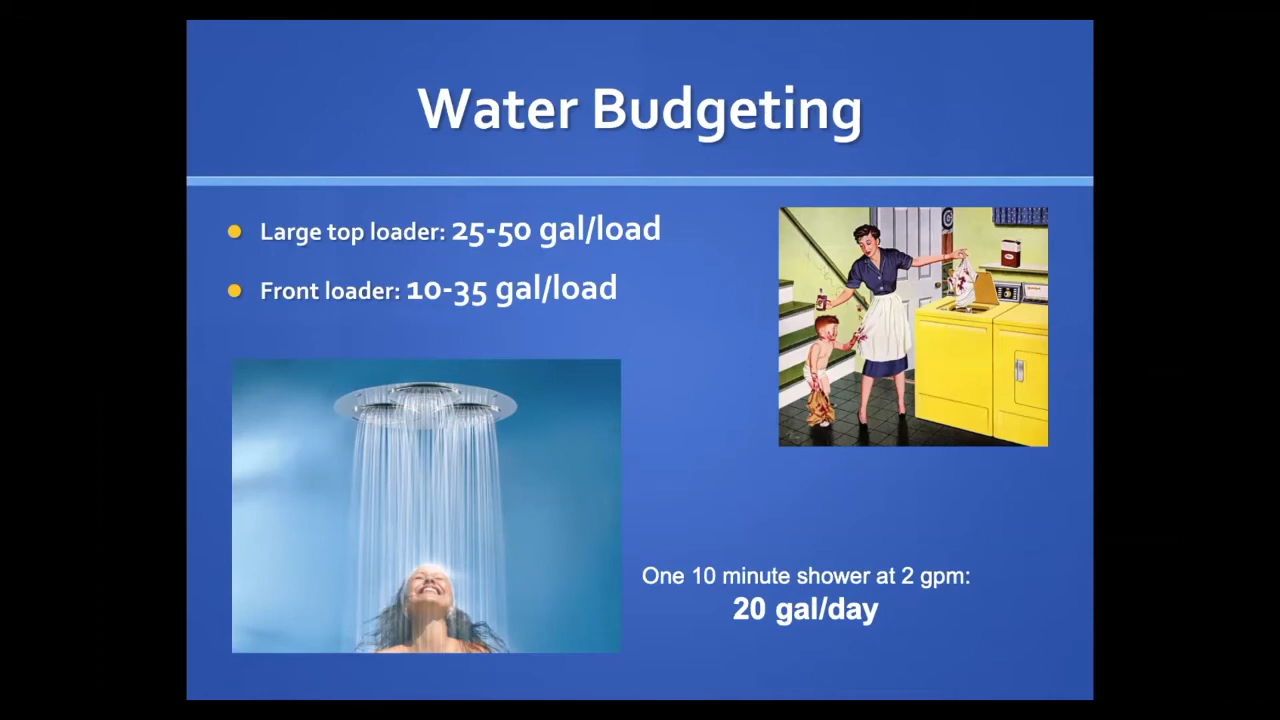 Water Budgeting
Large top loader: 25-50 gal/load
Front loader: 10-35 gal/load
One 10 minute shower at 2 gpm:
20 gal/day